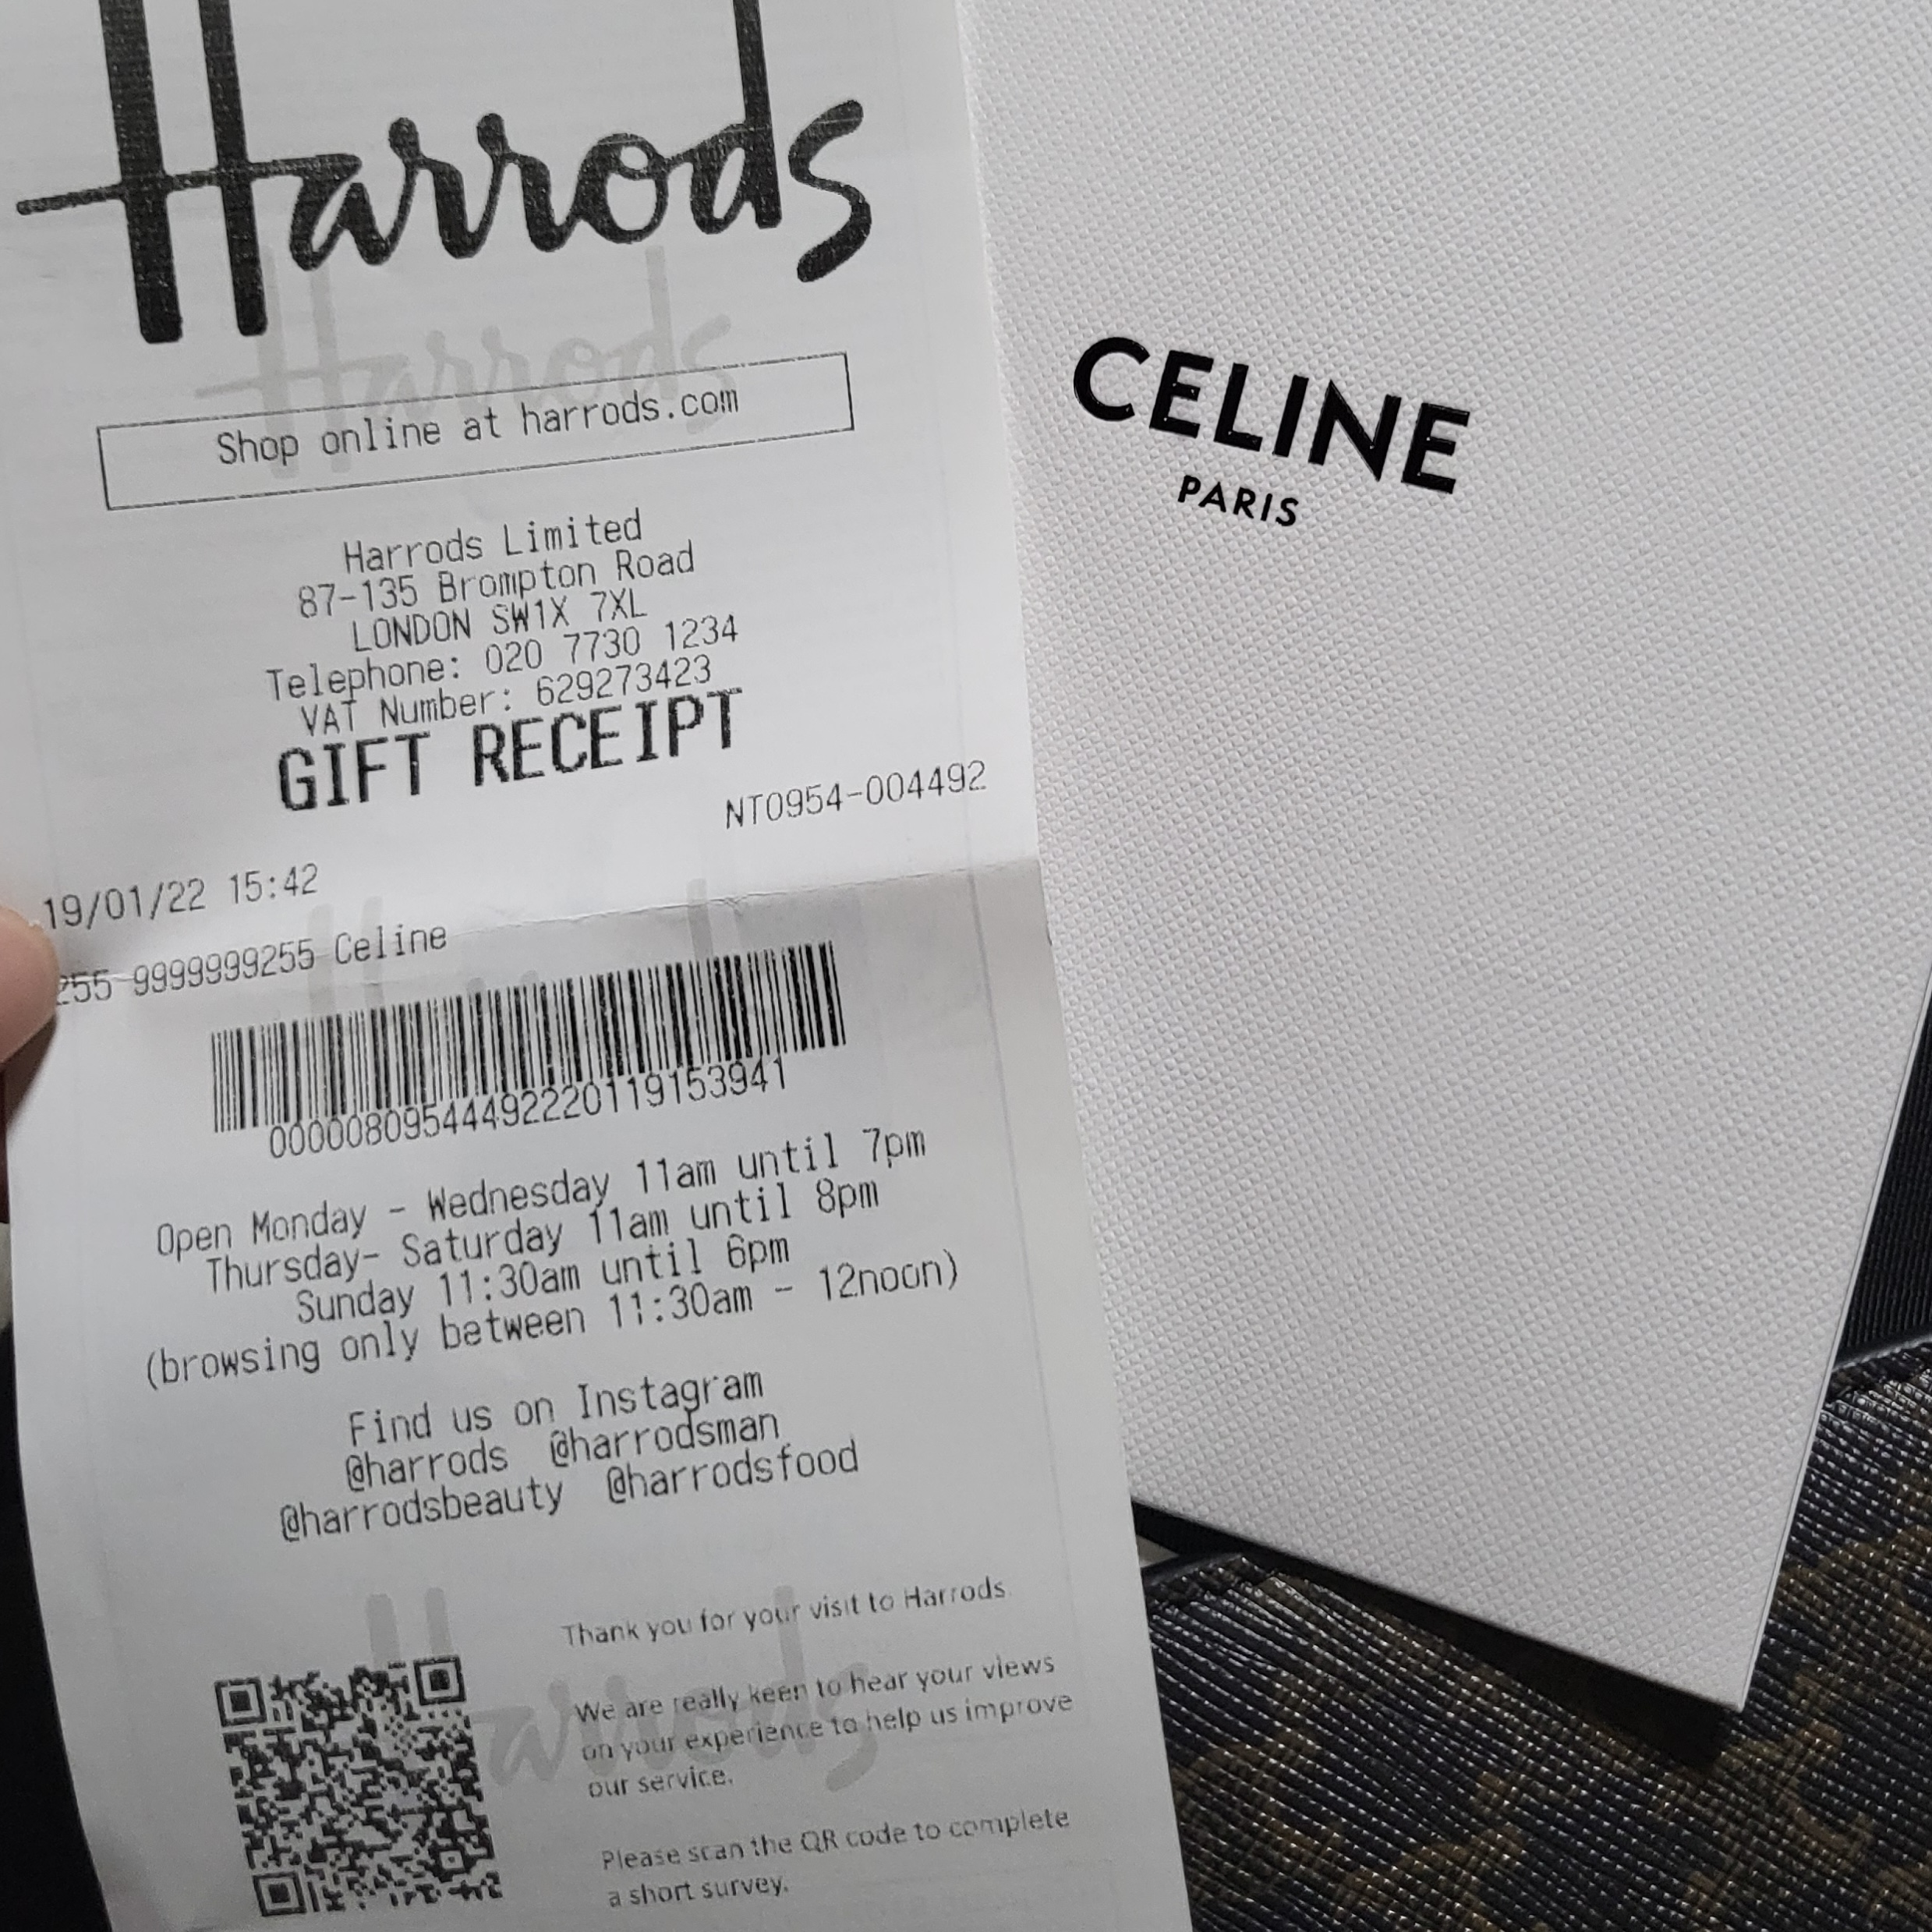 Harrods
Shop online at harrods.com
Harrods Limited
87-135 Brompton Road
LONDON SW1X 7XL
Telephone: 020 7730 1234
VAT Number: 629273423
GIFT RECEIPT
NT0954-004492
19/01/22 15:42
255 9999999255 Celine
00000809544492220119153941
Open Monday - Wednesday 11am until 7pm
Thursday- Saturday 11am until 8pm
Sunday 11:30am until 6pm
(browsing only between 11:30am - 12noon)
Find us on Instagram
@harrods @harrodsman
@harrodsbeauty @harrodsfood
Thank you for your visit to Harrods.
We are really keen to hear your views
on your experience to help us improve
our service.
Please scan the QR code to complete
a short survey.
CELINE
PARIS